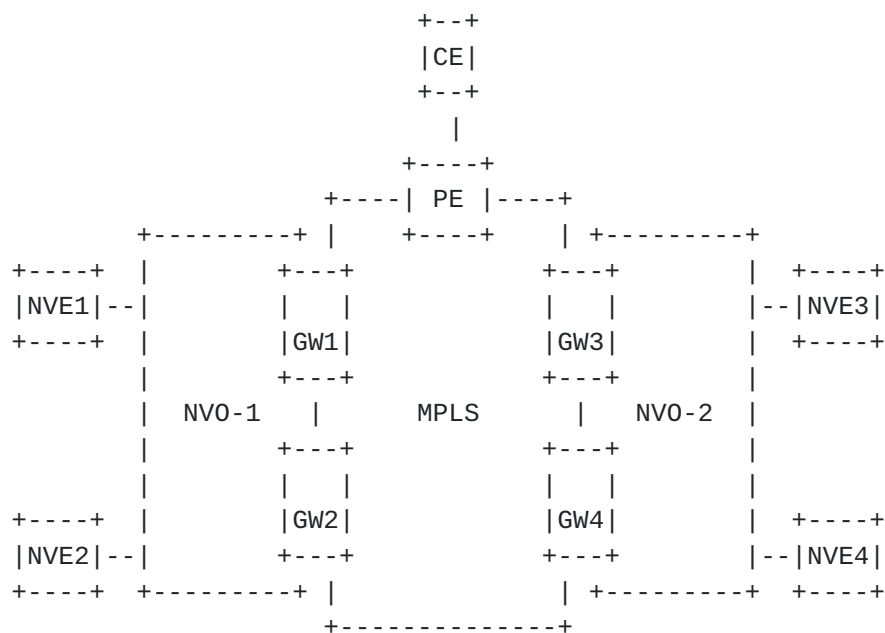 +--+
                          |CE|
                          +--+
                            |
                         +----+
                    +----| PE |----+
        +---------+ |    +----+    | +---------+
+----+  |        +---+            +---+        |  +----+
|NVE1|--|        |   |            |   |        |--|NVE3|
+----+  |        |GW1|            |GW3|        |  +----+
        |        +---+            +---+        |
        |  NVO-1   |      MPLS      |   NVO-2  |
        |        +---+            +---+        |
        |        |   |            |   |        |
+----+  |        |GW2|            |GW4|        |  +----+
|NVE2|--|        +---+            +---+        |--|NVE4|
+----+  +---------+ |              | +---------+  +----+
                    +--------------+